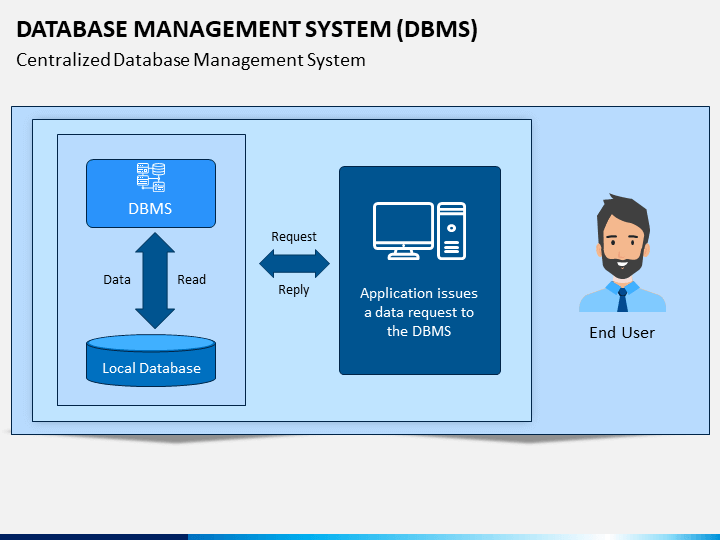 DATABASE MANAGEMENT SYSTEM (DBMS)
Centralized Database Management System
DBMS
Data
Read
Local Database
Request
Reply
Application issues
a data request to
the DBMS
End User